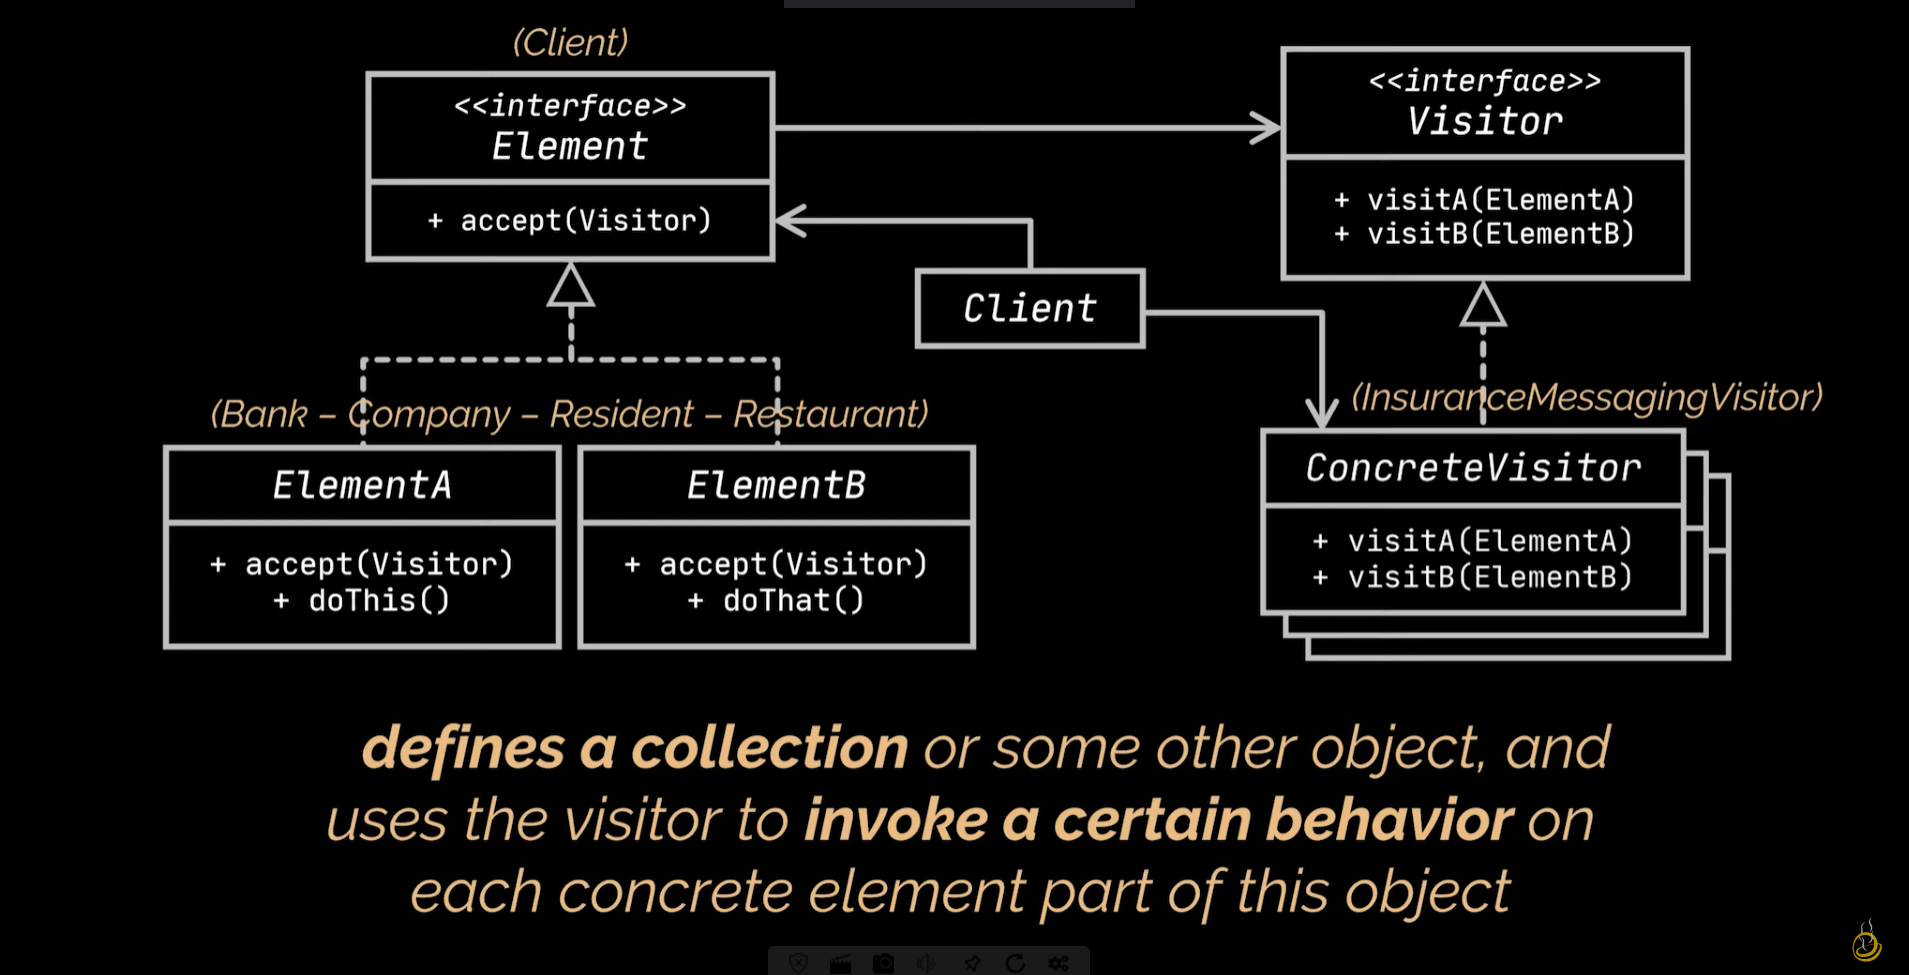 (Client)
<<interface>>
Element
+ accept(Visitor)
<<interface>>
Visitor
+ visitA(ElementA)
+ visitB(ElementB)
Client
(Bank – Company – Resident – Restaurant)
ElementA
+ accept(Visitor)
+ doThis()
ElementB
+ accept(Visitor)
+ doThat()
(InsuranceMessagingVisitor)
ConcreteVisitor
+ visitA(ElementA)
+ visitB(ElementB)
defines a collection or some other object, and
uses the visitor to invoke a certain behavior on
each concrete element part of this object